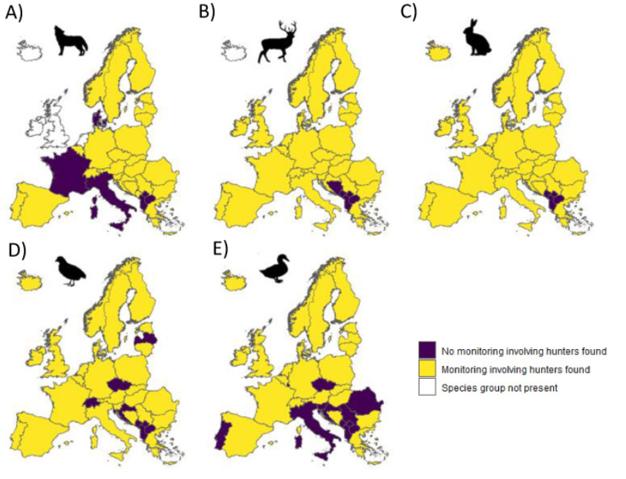 A)
B)
C)
D)
E)
No monitoring involving hunters found
Monitoring involving hunters found
Species group not present